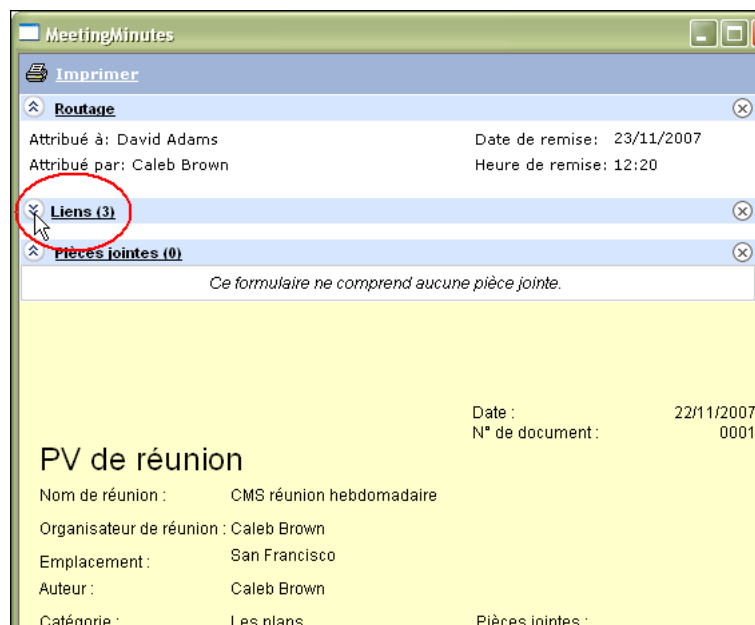 MeetingMinutes
Imprimer
Routage
Attribué à: David Adams Date de remise: 23/11/2007
Attribué par: Caleb Brown Heure de remise: 12:20
Liens (3)
Pièces jointes (0)
Ce formulaire ne comprend aucune pièce jointe.
Date : 22/11/2007
N° de document : 0001
PV de réunion
Nom de réunion : CMS réunion hebdomadaire
Organisateur de réunion : Caleb Brown
Emplacement : San Francisco
Auteur : Caleb Brown
Catégorie : Les plans Pièces jointes :